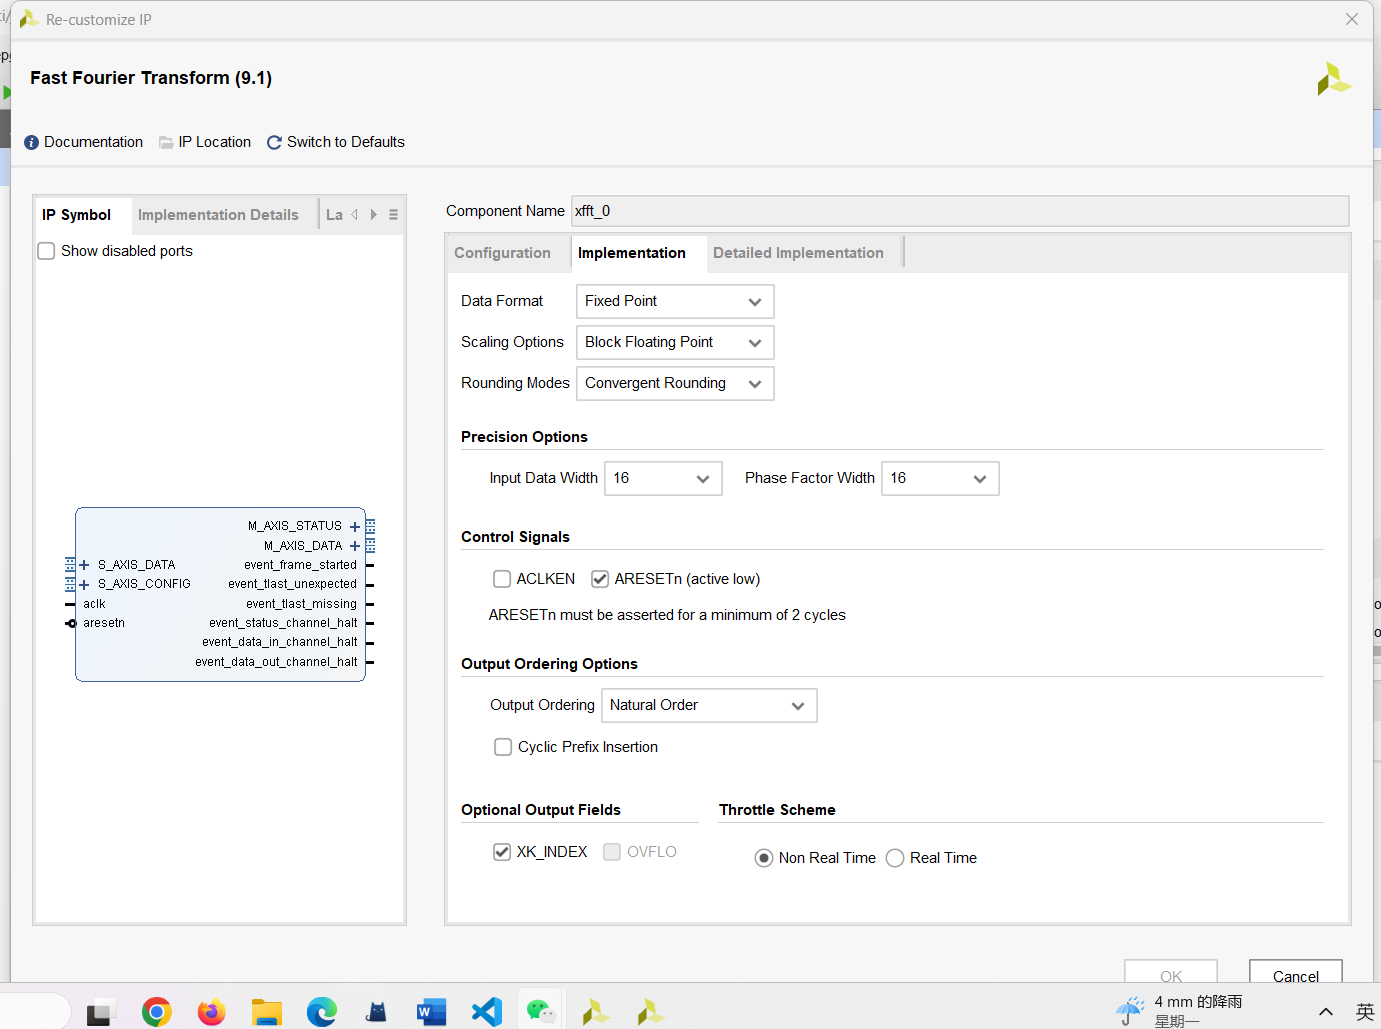 Re-customize IP
Fast Fourier Transform (9.1)
Documentation IP Location Switch to Defaults
IP Symbol Implementation Details La
Show disabled ports
M_AXIS_STATUS
M_AXIS_DATA
S_AXIS_DATA event_frame_started
S_AXIS_CONFIG event_tlast_unexpected
aclk event_tlast_missing
aresetn event_status_channel_halt
event_data_in_channel_halt
event_data_out_channel_halt
Component Name xfft_0
Configuration Implementation Detailed Implementation
Data Format Fixed Point
Scaling Options Block Floating Point
Rounding Modes Convergent Rounding
Precision Options
Input Data Width 16 Phase Factor Width 16
Control Signals
ACLKEN ARESETn (active low)
ARESETn must be asserted for a minimum of 2 cycles
Output Ordering Options
Output Ordering Natural Order
Cyclic Prefix Insertion
Optional Output Fields Throttle Scheme
XK_INDEX OVFLO Non Real Time Real Time
OK Cancel
4 mm 的降雨
星期一
英